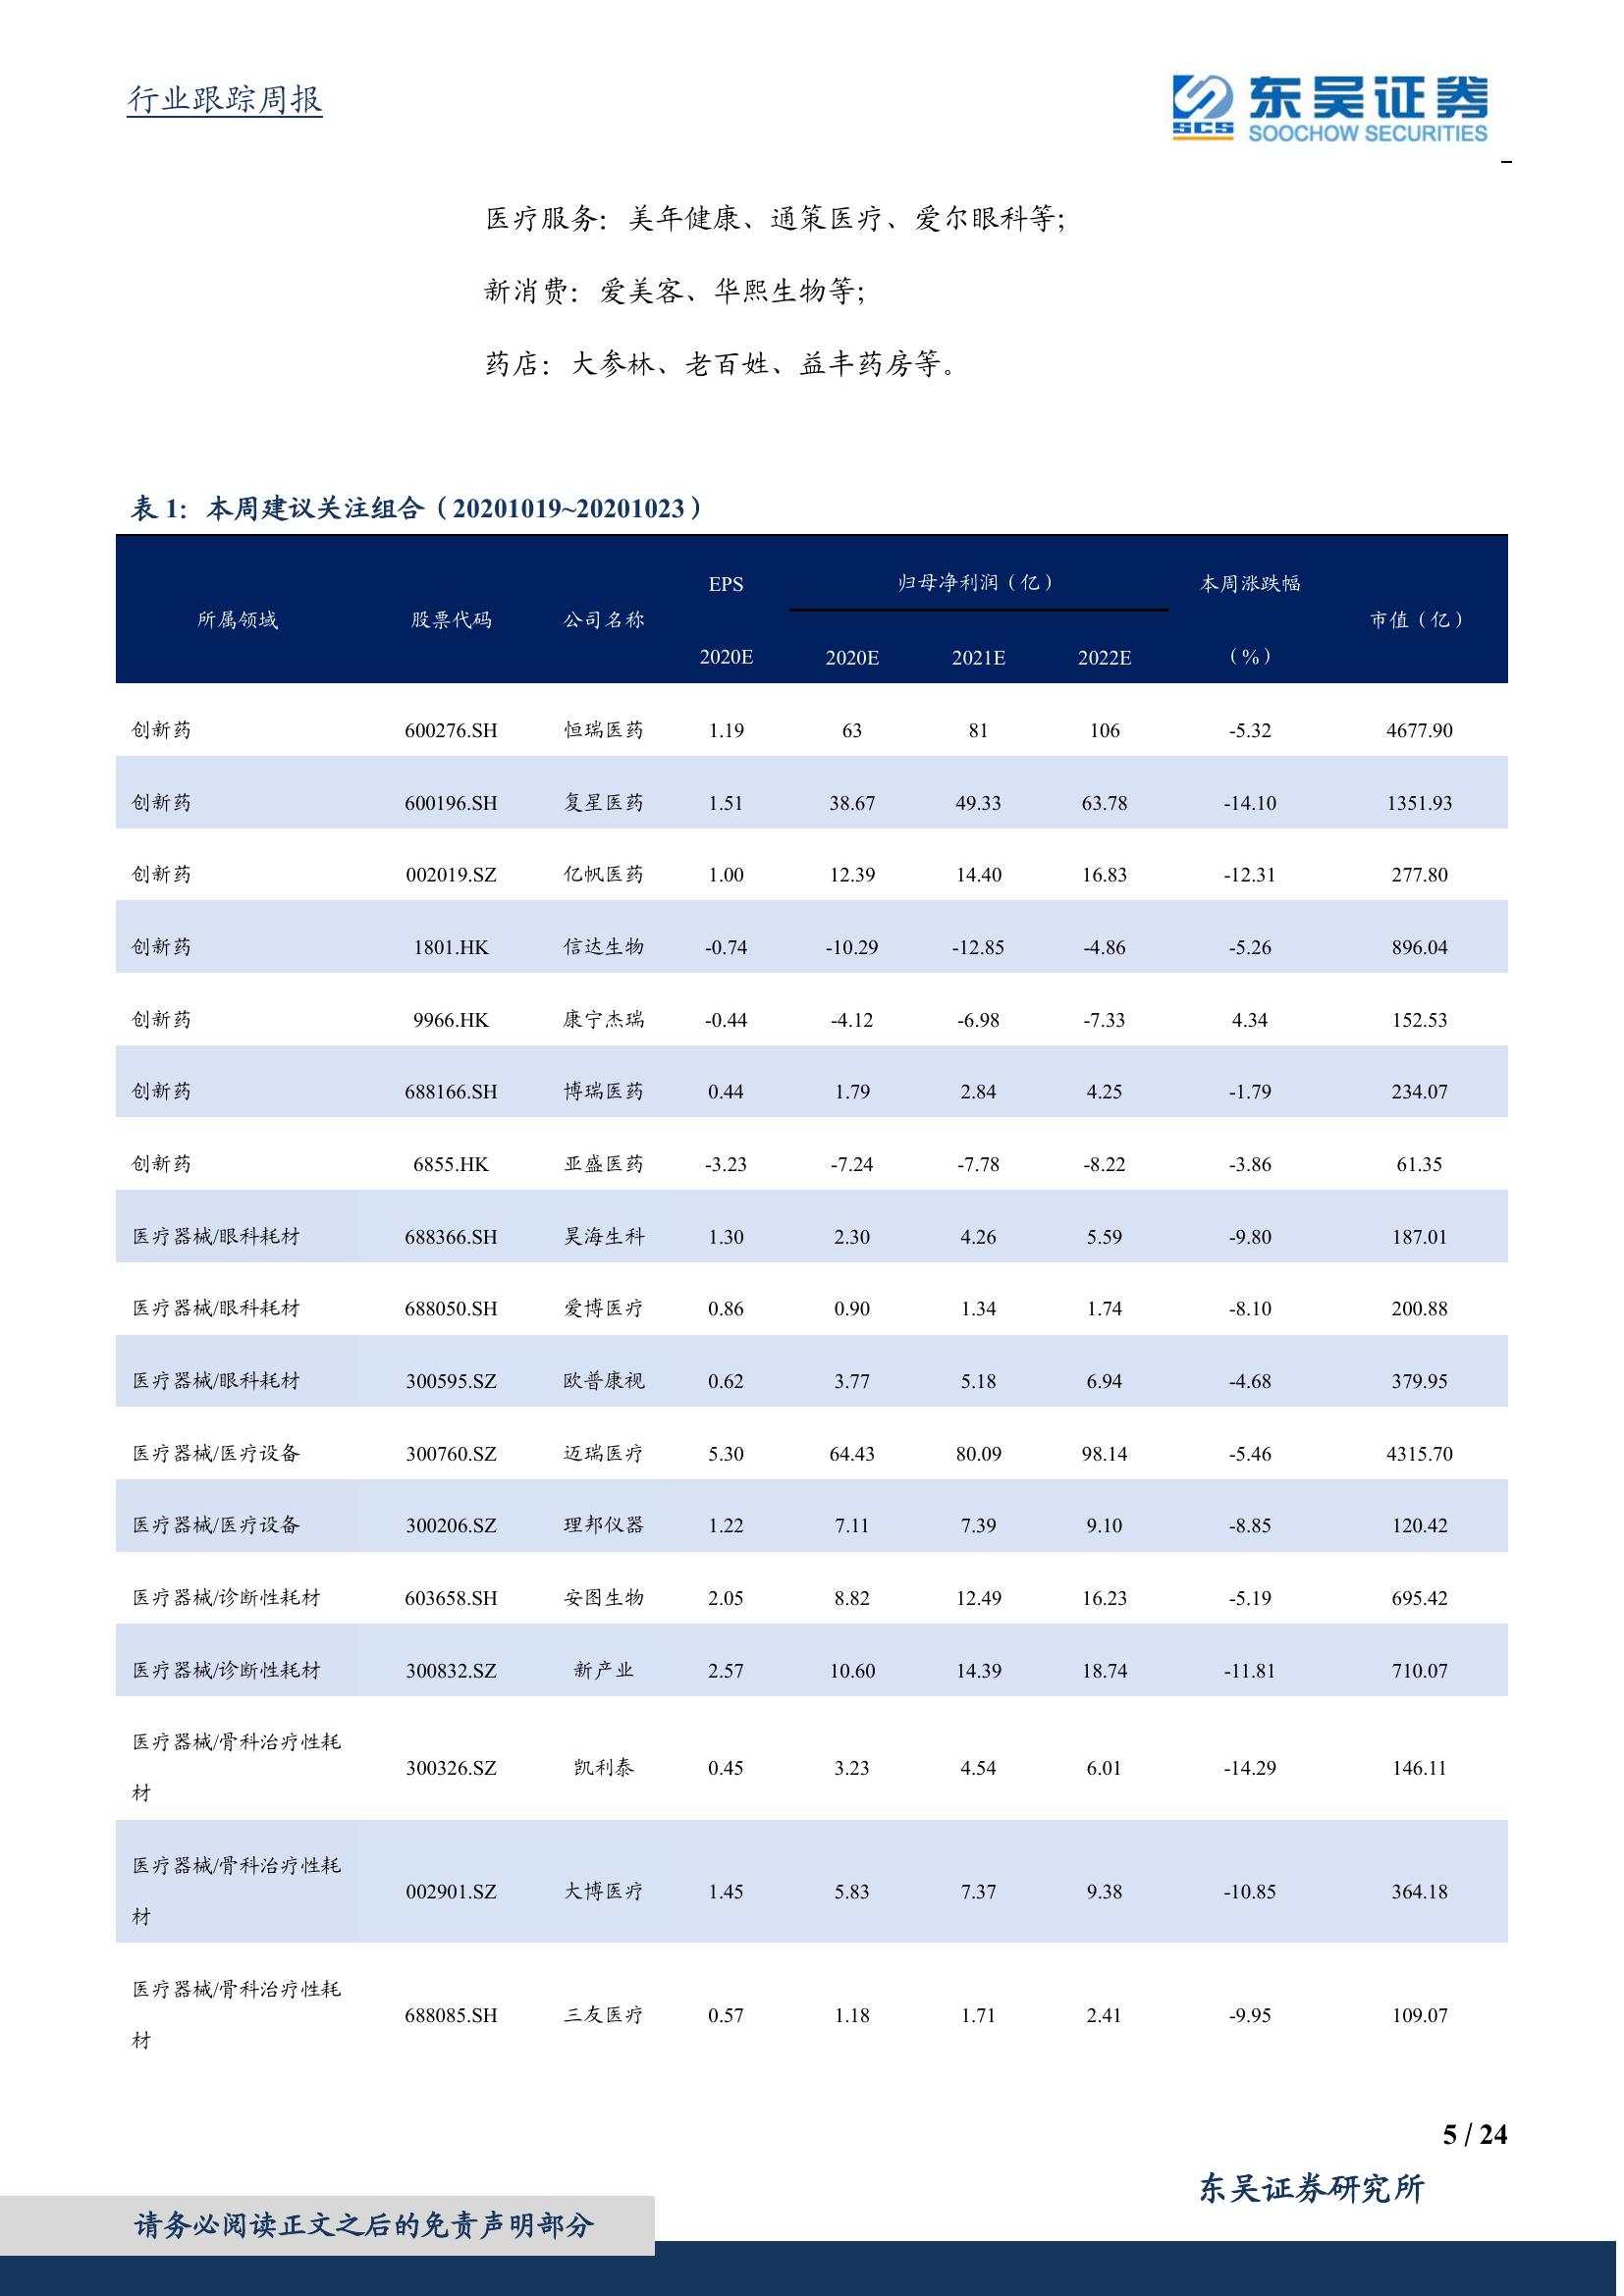 行业跟踪周报
东吴证券
SCS
SOOCHOW SECURITIES
医疗服务：美年健康、通策医疗、爱尔眼科等;
新消费：爱美客、华熙生物等;
药店：大参林、老百姓、益丰药房等。
表 1：本周建议关注组合（20201019~20201023）
所属领域 股票代码 公司名称 EPS 归母净利润（亿） 本周涨跌幅 市值（亿）
2020E 2020E 2021E 2022E （%）
创新药 600276.SH 恒瑞医药 1.19 63 81 106 -5.32 4677.90
创新药 600196.SH 复星医药 1.51 38.67 49.33 63.78 -14.10 1351.93
创新药 002019.SZ 亿帆医药 1.00 12.39 14.40 16.83 -12.31 277.80
创新药 1801.HK 信达生物 -0.74 -10.29 -12.85 -4.86 -5.26 896.04
创新药 9966.HK 康宁杰瑞 -0.44 -4.12 -6.98 -7.33 4.34 152.53
创新药 688166.SH 博瑞医药 0.44 1.79 2.84 4.25 -1.79 234.07
创新药 6855.HK 亚盛医药 -3.23 -7.24 -7.78 -8.22 -3.86 61.35
医疗器械/眼科耗材 688366.SH 昊海生科 1.30 2.30 4.26 5.59 -9.80 187.01
医疗器械/眼科耗材 688050.SH 爱博医疗 0.86 0.90 1.34 1.74 -8.10 200.88
医疗器械/眼科耗材 300595.SZ 欧普康视 0.62 3.77 5.18 6.94 -4.68 379.95
医疗器械/医疗设备 300760.SZ 迈瑞医疗 5.30 64.43 80.09 98.14 -5.46 4315.70
医疗器械/医疗设备 300206.SZ 理邦仪器 1.22 7.11 7.39 9.10 -8.85 120.42
医疗器械/诊断性耗材 603658.SH 安图生物 2.05 8.82 12.49 16.23 -5.19 695.42
医疗器械/诊断性耗材 300832.SZ 新产业 2.57 10.60 14.39 18.74 -11.81 710.07
医疗器械/骨科治疗性耗
材 300326.SZ 凯利泰 0.45 3.23 4.54 6.01 -14.29 146.11
医疗器械/骨科治疗性耗
材 002901.SZ 大博医疗 1.45 5.83 7.37 9.38 -10.85 364.18
医疗器械/骨科治疗性耗
材 688085.SH 三友医疗 0.57 1.18 1.71 2.41 -9.95 109.07
5 / 24
东吴证券研究所
请务必阅读正文之后的免责声明部分